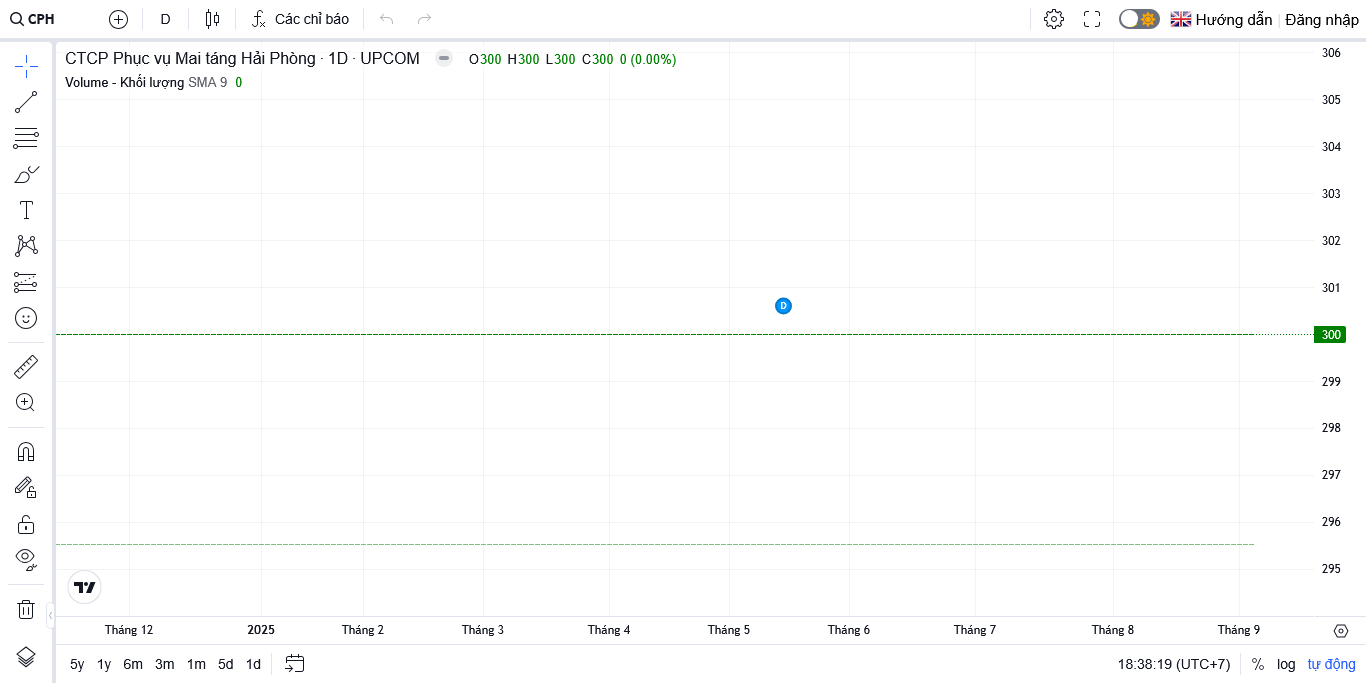 CPH D Các chỉ báo Hướng dẫn Đăng nhập
CTCP Phục vụ Mai táng Hải Phòng · 1D · UPCOM O300 H300 L300 C300 0 (0.00%)
Volume - Khối lượng SMA 9 0
306
305
304
303
302
301
D
300
299
298
297
296
295
Tháng 12 2025 Tháng 2 Tháng 3 Tháng 4 Tháng 5 Tháng 6 Tháng 7 Tháng 8 Tháng 9
5y 1y 6m 3m 1m 5d 1d 18:38:19 (UTC+7) % log tự động